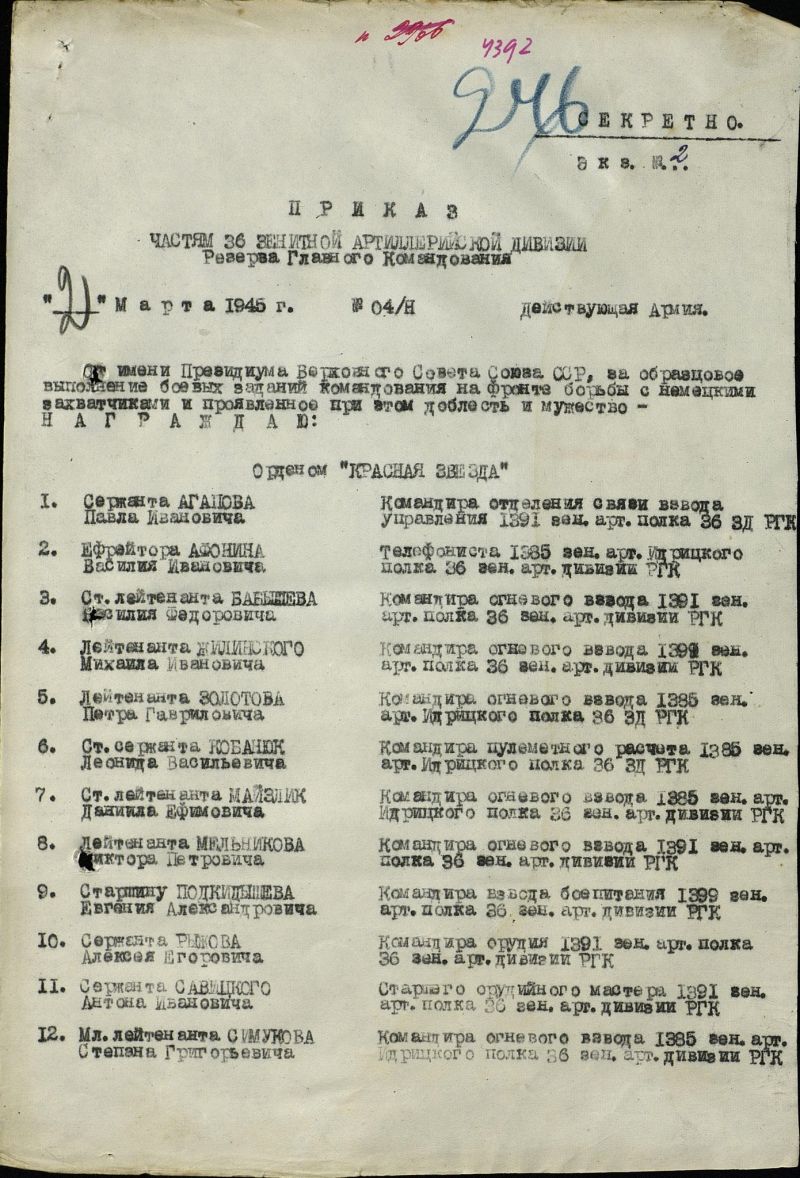 4392
276
СЕКРЕТНО.
Экз. №. 2
ПРИКАЗ
ЧАСТЯМ 36 ЗЕНИТНОЙ АРТИЛЛЕРИЙСКОЙ ДИВИЗИИ
Резерва Главного Командования
" " Марта 1945 г. № 04/Н Действующая Армия.
От имени Президиума Верховного Совета Союза ССР, за образцовое
выполнение боевых заданий командования на фронте борьбы с немецкими
захватчиками и проявленное при этом доблесть и мужество -
НАГРАЖДАЮ:
Орденом "КРАСНАЯ ЗВЕЗДА"
1. Сержанта АГАПОВА Командира отделения связи взвода
Павла Ивановича управления 1391 зен. арт. полка 36 ЗД РГК
2. Ефрейтора АФОНИНА Телефониста 1385 зен. арт. Идрицкого
Василия Ивановича полка 36 зен. арт. дивизии РГК
3. Ст. лейтенанта БАБЫШЕВА Командира огневого взвода 1391 зен.
Василия Федоровича арт. полка 36 зен. арт. дивизии РГК
4. Лейтенанта ЖИЛИНСКОГО Командира огневого взвода зен.
Михаила Ивановича арт. полка 36 зен. арт. дивизии РГК
5. Лейтенанта ЗОЛОТОВА Командира огневого взвода 1385 зен.
Петра Гавриловича арт. Идрицкого полка 36 ЗД РГК
6. Ст. сержанта КОБАНЮК Командира пулеметного расчета 1385 зен.
Леонида Васильевича арт. Идрицкого полка 36 ЗД РГК
7. Ст. лейтенанта МАЙЗЛИК Командира огневого взвода 1385 зен. арт.
Даниила Ефимовича Идрицкого полка 36 зен. арт. дивизии РГК
8. Лейтенанта МЕЛЬНИКОВА Командира огневого взвода 1391 зен. арт.
Виктора Петровича полка 36 зен. арт. дивизии РГК
9. Старшину ПОДКИДЫШЕВА Командира взвода боепитания 1399 зен.
Евгения Александровича арт. полка 36 зен. арт. дивизии РГК
10. Сержанта РЫЖОВА Командира орудия 1391 зен. арт. полка
Алексея Егоровича 36 зен. арт. дивизии РГК
11. Сержанта САВИЦКОГО Старшего орудийного мастера 1391 зен.
Антона Ивановича арт. полка 36 зен. арт. дивизии РГК
12. Мл. лейтенанта СИМУКОВА Командира огневого взвода 1385 зен. арт.
Степана Григорьевича Идрицкого полка 36 зен. арт. дивизии РГК